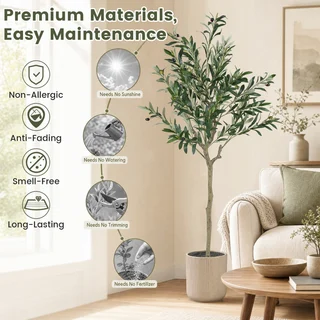 Premium Materials,
Easy Maintenance
Non-Allergic
Anti-Fading
Smell-Free
Long-Lasting
Needs No Sunshine
Needs No Watering
Needs No Trimming
Needs No Fertilizer